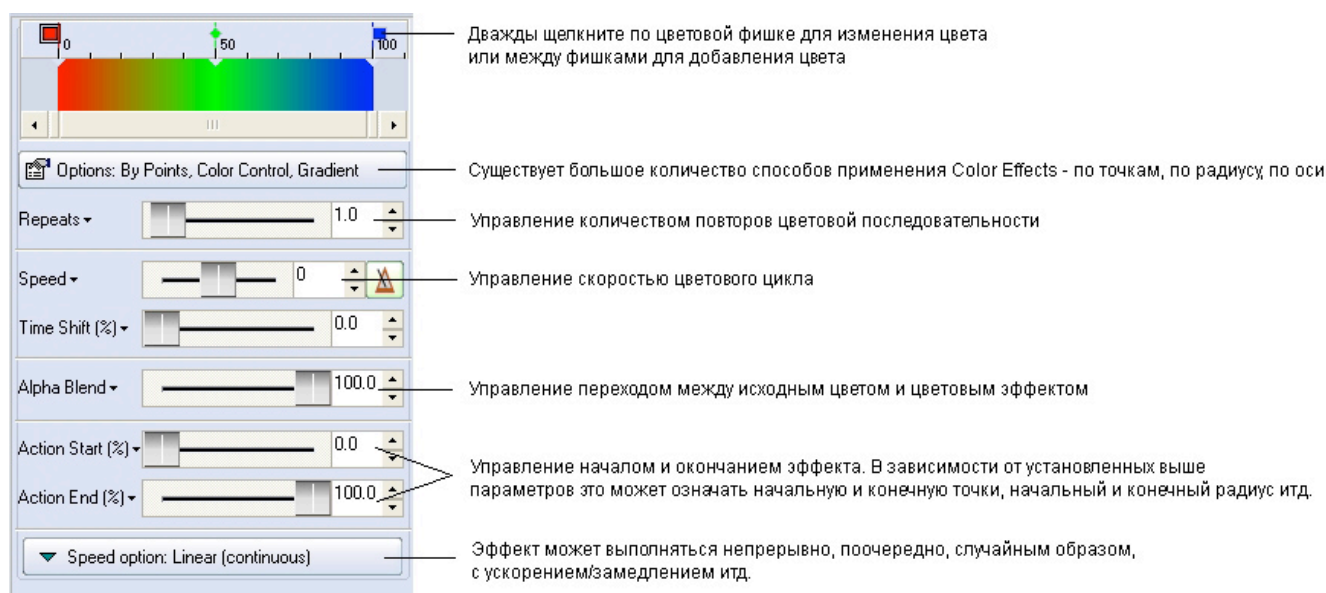 0 50 100
Дважды щелкните по цветовой фишке для изменения цвета
или между фишками для добавления цвета
Options: By Points, Color Control, Gradient
Существует большое количество способов применения Color Effects - по точкам, по радиусу, по оси
Repeats 1.0
Управление количеством повторов цветовой последовательности
Speed 0
Управление скоростью цветового цикла
Time Shift (%) 0.0
Alpha Blend 100.0
Управление переходом между исходным цветом и цветовым эффектом
Action Start (%) 0.0
Action End (%) 100.0
Управление началом и окончанием эффекта. В зависимости от установленных выше
параметров это может означать начальную и конечную точки, начальный и конечный радиус итд.
Speed option: Linear (continuous)
Эффект может выполняться непрерывно, поочередно, случайным образом,
с ускорением/замедлением итд.